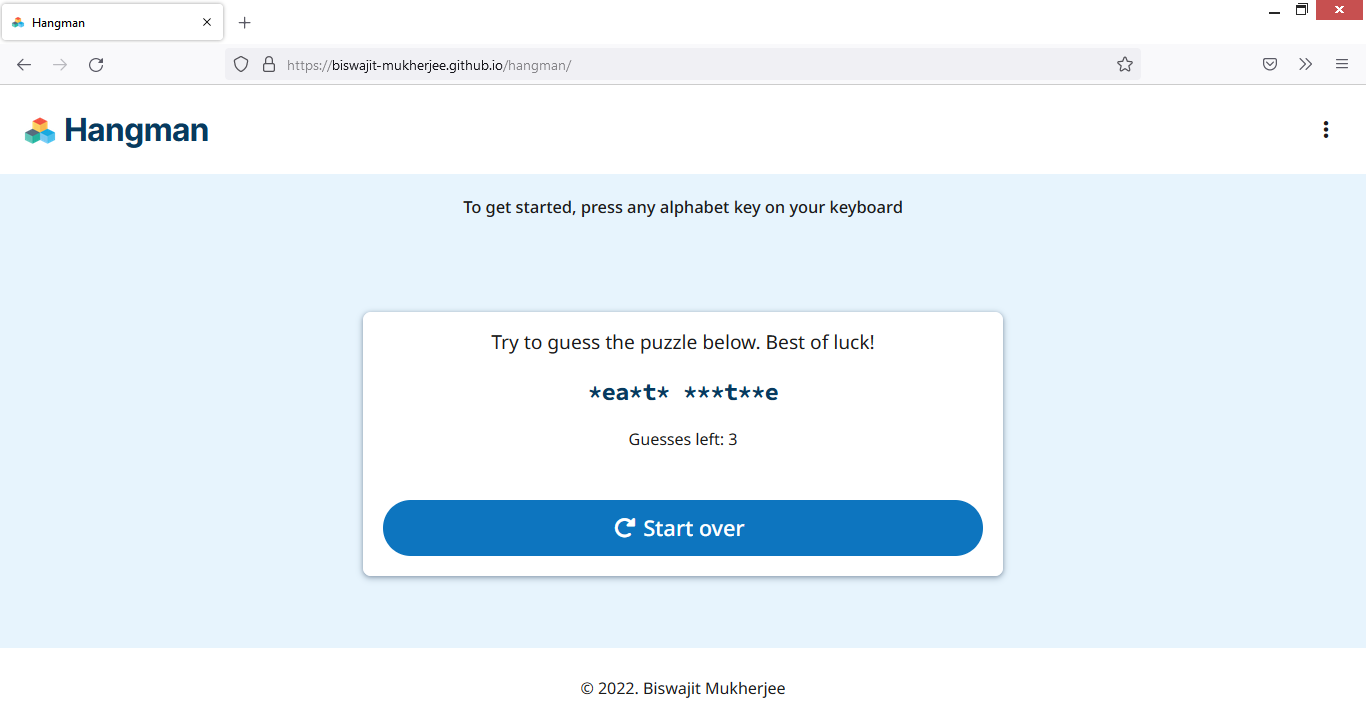 Hangman
https://biswajit-mukherjee.github.io/hangman/
Hangman
To get started, press any alphabet key on your keyboard
Try to guess the puzzle below. Best of luck!
*ea*t* ***t**e
Guesses left: 3
Start over
© 2022. Biswajit Mukherjee